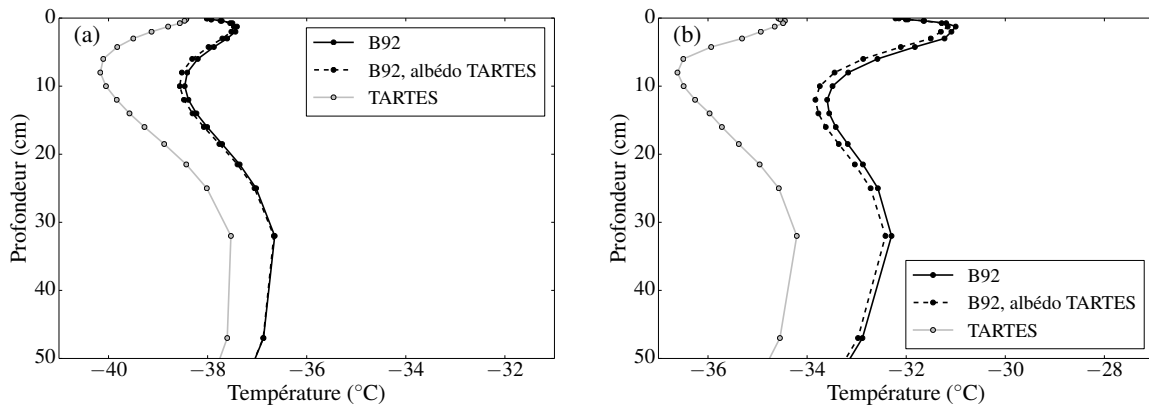 (a)
B92
B92, albédo TARTES
TARTES
Profondeur (cm)
0
10
20
30
40
50
−40
−38
−36
−34
−32
Température (°C)
(b)
B92
B92, albédo TARTES
TARTES
Profondeur (cm)
0
10
20
30
40
50
−36
−34
−32
−30
−28
Température (°C)